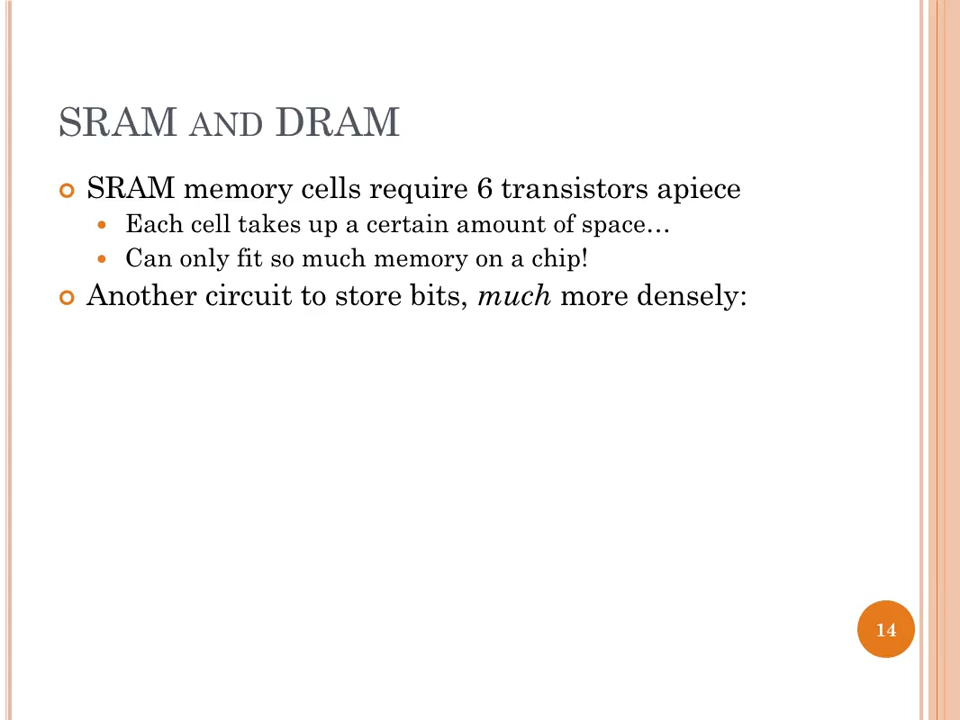 SRAM AND DRAM
SRAM memory cells require 6 transistors apiece
Each cell takes up a certain amount of space…
Can only fit so much memory on a chip!
Another circuit to store bits, much more densely:
14